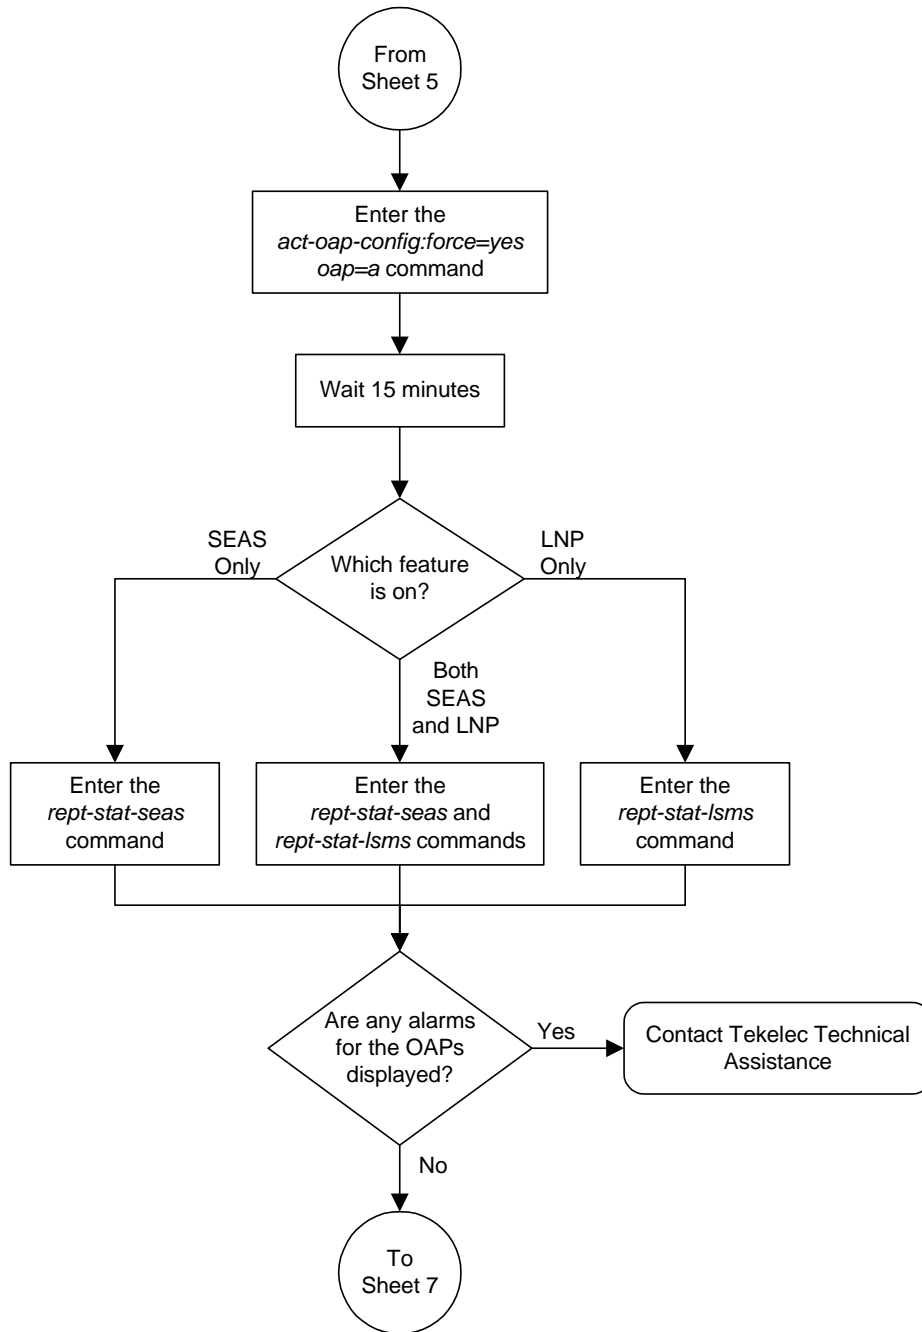 From
Sheet 5
Enter the
act-oap-config:force=yes
oap=a command
Wait 15 minutes
SEAS
Only
Which feature
is on?
LNP
Only
Both
SEAS
and LNP
Enter the
rept-stat-seas
command
Enter the
rept-stat-seas and
rept-stat-lsms commands
Enter the
rept-stat-lsms
command
Are any alarms
for the OAPs
displayed?
Yes
Contact Tekelec Technical
Assistance
No
To
Sheet 7